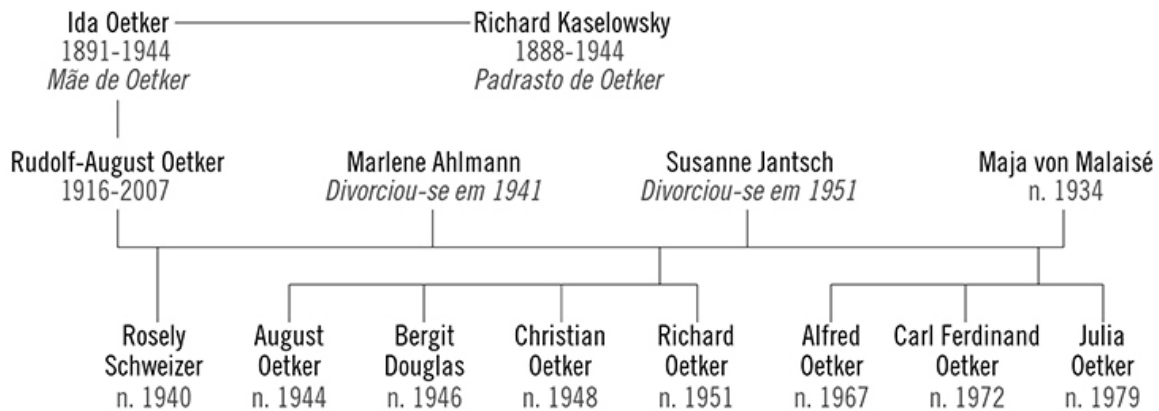 Ida Oetker
1891-1944
Mãe de Oetker
Richard Kaselowsky
1888-1944
Padrasto de Oetker
Rudolf-August Oetker
1916-2007
Marlene Ahlmann
Divorciou-se em 1941
Susanne Jantsch
Divorciou-se em 1951
Maja von Malaisé
n. 1934
Rosely
Schweizer
n. 1940
August
Oetker
n. 1944
Bergit
Douglas
n. 1946
Christian
Oetker
n. 1948
Richard
Oetker
n. 1951
Alfred
Oetker
n. 1967
Carl Ferdinand
Oetker
n. 1972
Julia
Oetker
n. 1979